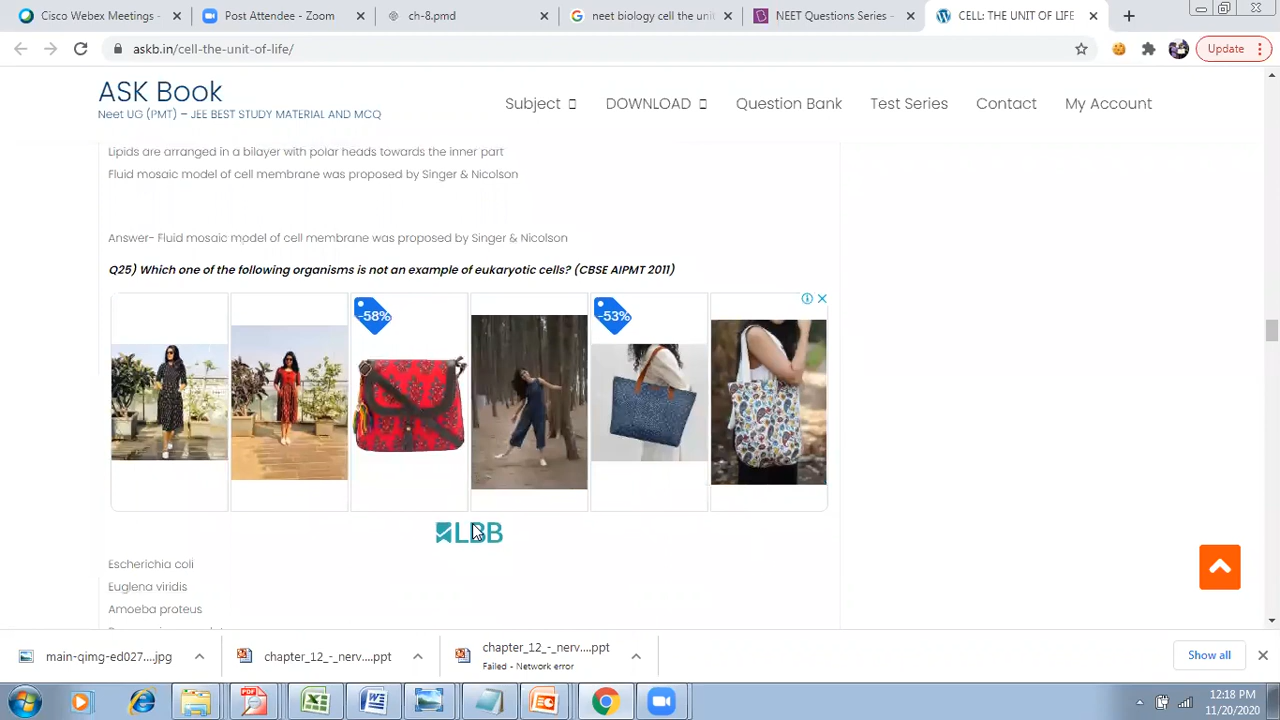 Cisco Webex Meetings -
Post Attendee - Zoom
ch-8.pmd
neet biology cell the unit
NEET Questions Series -
CELL: THE UNIT OF LIFE
askb.in/cell-the-unit-of-life/
Update
ASK Book
Neet UG (PMT) – JEE BEST STUDY MATERIAL AND MCQ
Subject
DOWNLOAD
Question Bank
Test Series
Contact
My Account
Lipids are arranged in a bilayer with polar heads towards the inner part
Fluid mosaic model of cell membrane was proposed by Singer & Nicolson
Answer- Fluid mosaic model of cell membrane was proposed by Singer & Nicolson
Q25) Which one of the following organisms is not an example of eukaryotic cells? (CBSE AIPMT 2011)
-58%
-53%
LBB
Escherichia coli
Euglena viridis
Amoeba proteus
main-qimg-ed027....jpg
chapter_12_-_nerv....ppt
chapter_12_-_nerv....ppt
Failed - Network error
Show all
12:18 PM
11/20/2020